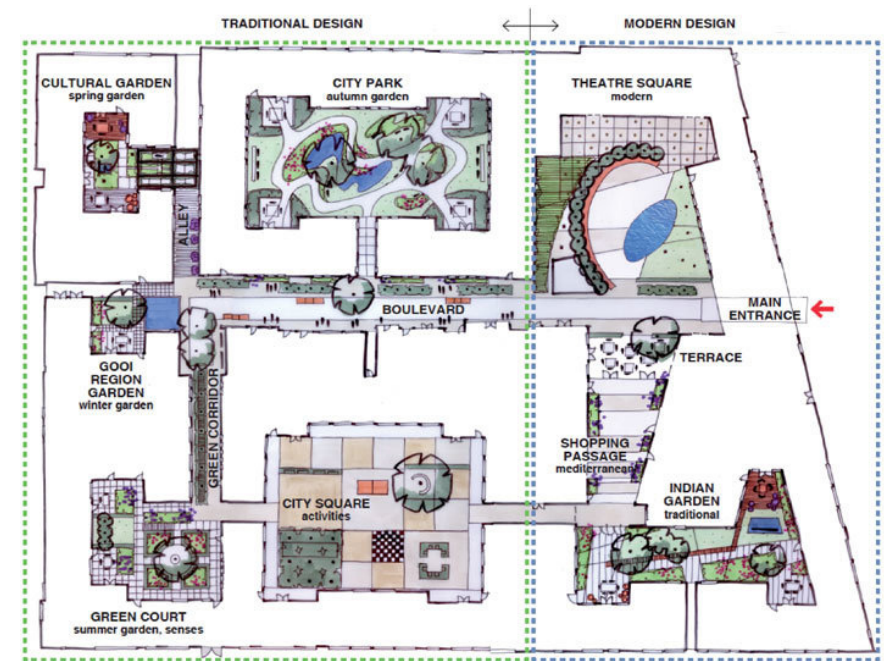 TRADITIONAL DESIGN
MODERN DESIGN
CULTURAL GARDEN
spring garden
CITY PARK
autumn garden
THEATRE SQUARE
modern
ALLEY
BOULEVARD
MAIN
ENTRANCE
GOOI
REGION
GARDEN
winter garden
TERRACE
GREEN CORRIDOR
SHOPPING
PASSAGE
mediterranean
CITY SQUARE
activities
INDIAN
GARDEN
traditional
GREEN COURT
summer garden, senses